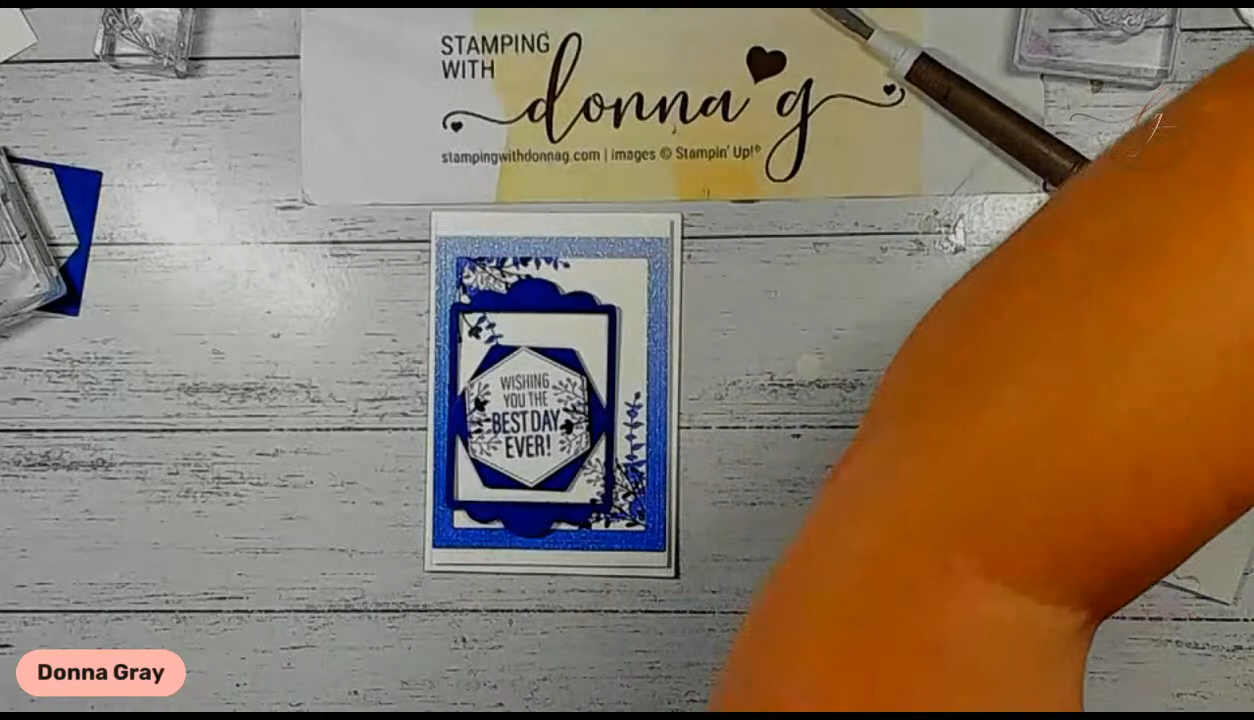 STAMPING
WITH
donna g
stampingwithdonnag.com | images © Stampin' Up!®
WISHING
YOU THE
BEST DAY
EVER!
Donna Gray